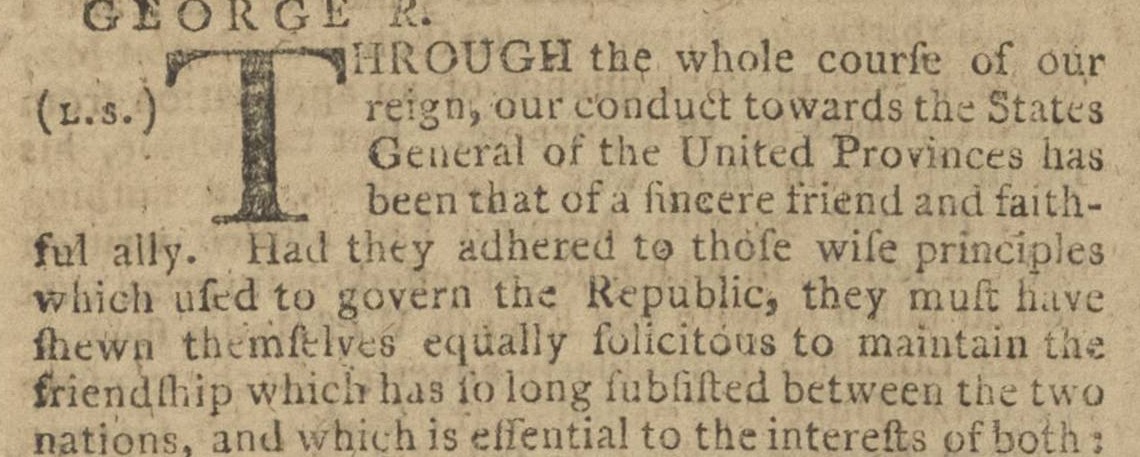 GEORGE R.
(L.S.) THROUGH the whole courſe of our
reign, our conduct towards the States
General of the United Provinces has
been that of a ſincere friend and faith-
ful ally. Had they adhered to thoſe wiſe principles
which uſed to govern the Republic, they muſt have
ſhewn themſelves equally ſolicitous to maintain the
friendſhip which has ſo long ſubſiſted between the two
nations, and which is eſſential to the intereſts of both: